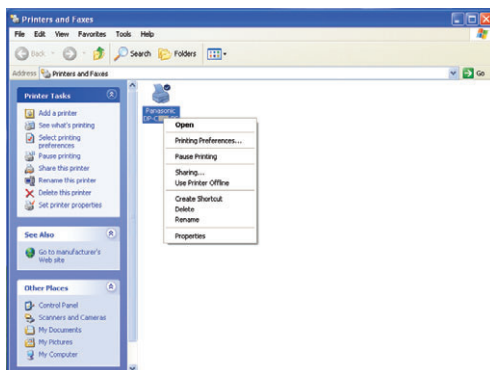 Printers and Faxes
File Edit View Favorites Tools Help
Back Search Folders
Address Printers and Faxes Go
Printer Tasks
Add a printer
See what's printing
Select printing
preferences
Pause printing
Share this printer
Rename this printer
Delete this printer
Set printer properties
See Also
Go to manufacturer's
Web site
Other Places
Control Panel
Scanners and Cameras
My Documents
My Pictures
My Computer
Panasonic
Open
Printing Preferences...
Pause Printing
Sharing...
Use Printer Offline
Create Shortcut
Delete
Rename
Properties